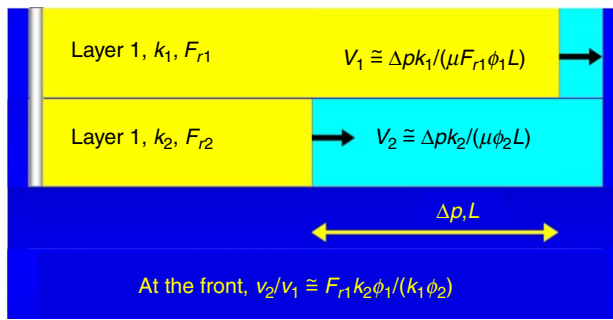 Layer 1, k₁, Fᵣ₁
V₁ ≅ Δpk₁/(μFᵣ₁ϕ₁L)
Layer 1, k₂, Fᵣ₂
V₂ ≅ Δpk₂/(μϕ₂L)
Δp,L
At the front, v₂/v₁ ≅ Fᵣ₁k₂ϕ₁/(k₁ϕ₂)